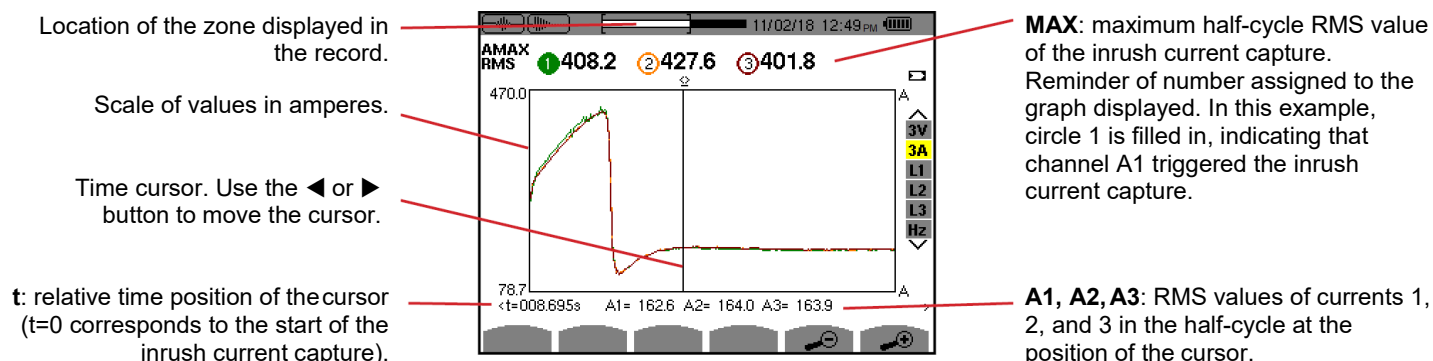 Location of the zone displayed in
the record.
Scale of values in amperes.
Time cursor. Use the ◀ or ▶
button to move the cursor.
t: relative time position of thecursor
(t=0 corresponds to the start of the
inrush current capture).
11/02/18 12:49 PM
AMAX
RMS
1 408.2 2 427.6 3 401.8
470.0
A
3V
3A
L1
L2
L3
Hz
78.7
A
<t=008.695s A1= 162.6 A2= 164.0 A3= 163.9 >
MAX: maximum half-cycle RMS value
of the inrush current capture.
Reminder of number assigned to the
graph displayed. In this example,
circle 1 is filled in, indicating that
channel A1 triggered the inrush
current capture.
A1, A2, A3: RMS values of currents 1,
2, and 3 in the half-cycle at the
position of the cursor.